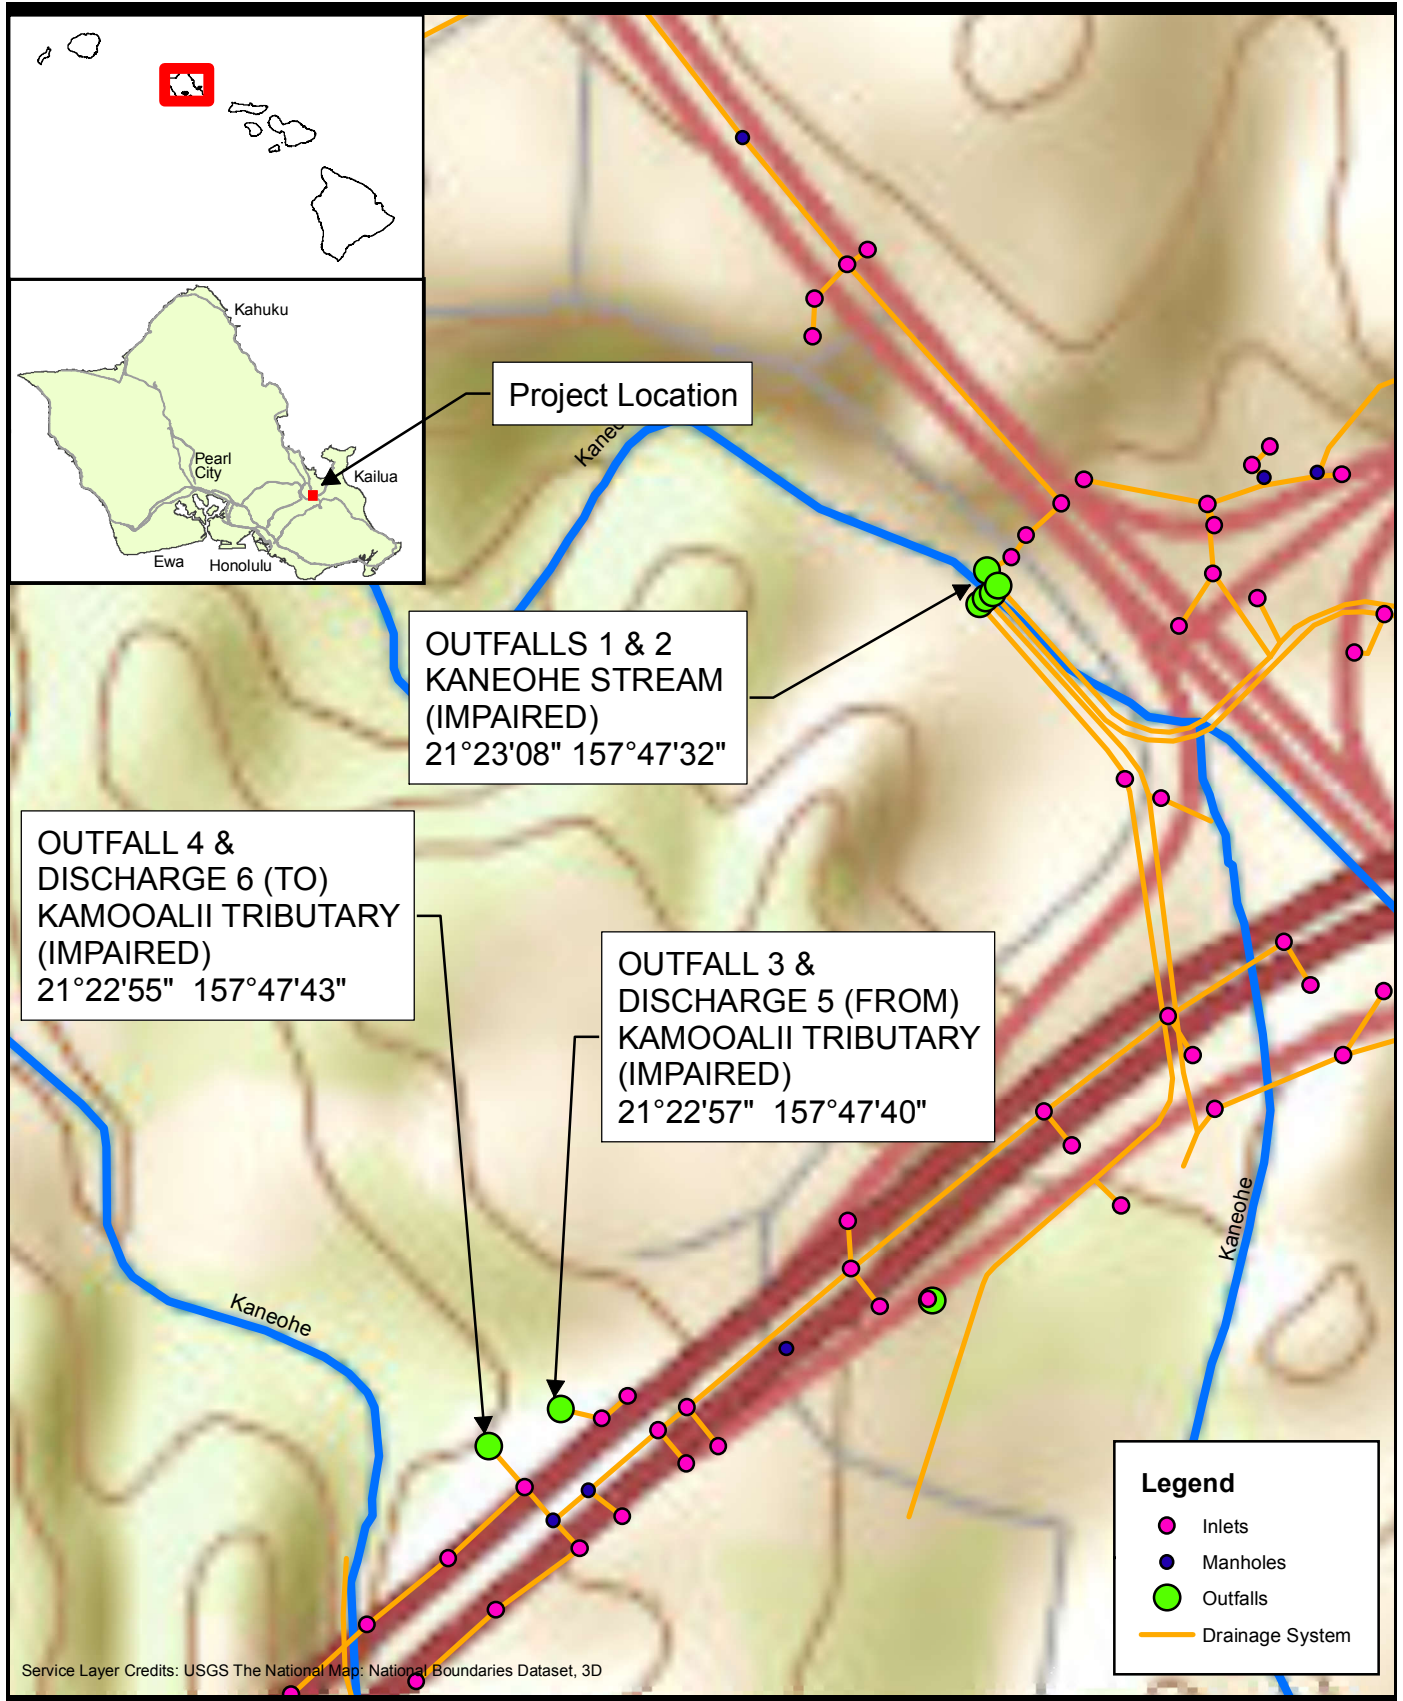 Kahuku
Pearl
City
Kailua
Ewa
Honolulu
Project Location
OUTFALLS 1 & 2
KANEOHE STREAM
(IMPAIRED)
21°23'08" 157°47'32"
OUTFALL 4 &
DISCHARGE 6 (TO)
KAMOOALII TRIBUTARY
(IMPAIRED)
21°22'55" 157°47'43"
OUTFALL 3 &
DISCHARGE 5 (FROM)
KAMOOALII TRIBUTARY
(IMPAIRED)
21°22'57" 157°47'40"
Kaneohe
Kaneohe
Legend
Inlets
Manholes
Outfalls
Drainage System
Service Layer Credits: USGS The National Map: National Boundaries Dataset, 3D